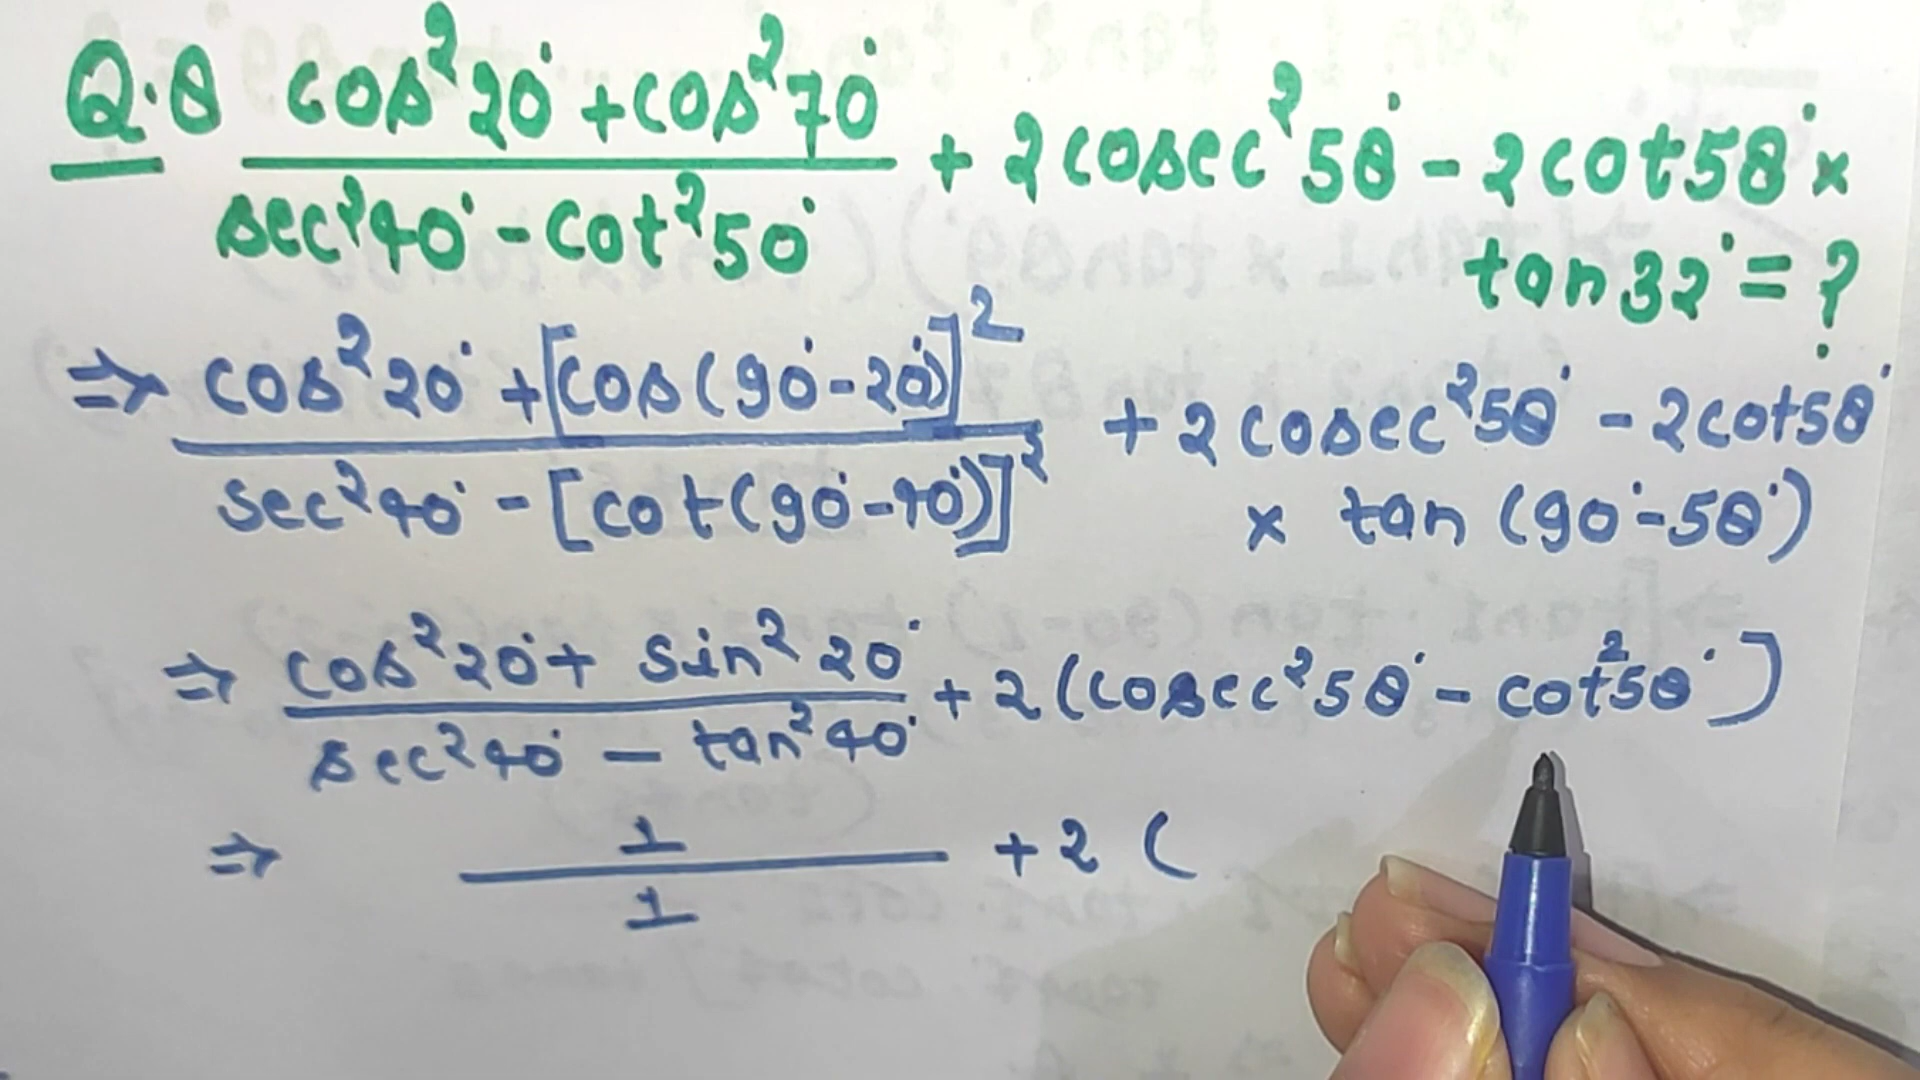 Q.8 cos²20° + cos²70° / sec²40° - cot²50° + 2cosec²58° - 2cot58° ×
tan32° = ?
⇒ cos²20° + [cos(90°-20°)]² / sec²40° - [cot(90°-40°)]² + 2cosec²58° - 2cot58°
× tan (90°-58°)
⇒ cos²20° + sin²20° / sec²40° - tan²40° + 2(cosec²58° - cot²58°)
⇒ 1 / 1 + 2 (